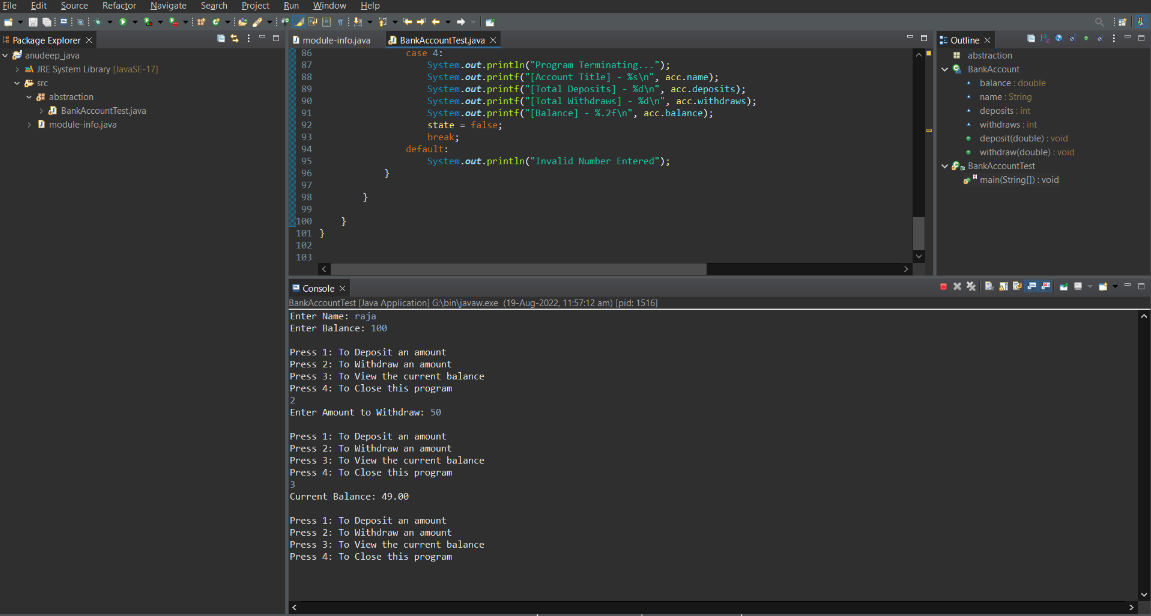 File Edit Source Refactor Navigate Search Project Run Window Help
Package Explorer
anudeep_java
JRE System Library [JavaSE-17]
src
abstraction
BankAccountTest.java
module-info.java
module-info.java
BankAccountTest.java
86 case 4:
87 System.out.println("Program Terminating...");
88 System.out.printf("[Account Title] - %s\n", acc.name);
89 System.out.printf("[Total Deposits] - %d\n", acc.deposits);
90 System.out.printf("[Total Withdraws] - %d\n", acc.withdraws);
91 System.out.printf("[Balance] - %.2f\n", acc.balance);
92 state = false;
93 break;
94 default:
95 System.out.println("Invalid Number Entered");
96 }
97
98 }
99
100 }
101 }
102
103
Outline
abstraction
BankAccount
balance : double
name : String
deposits : int
withdraws : int
deposit(double) : void
withdraw(double) : void
BankAccountTest
main(String[]) : void
Console
BankAccountTest [Java Application] G:\bin\javaw.exe (19-Aug-2022, 11:57:12 am) [pid: 1516]
Enter Name: raja
Enter Balance: 100
Press 1: To Deposit an amount
Press 2: To Withdraw an amount
Press 3: To View the current balance
Press 4: To Close this program
2
Enter Amount to Withdraw: 50
Press 1: To Deposit an amount
Press 2: To Withdraw an amount
Press 3: To View the current balance
Press 4: To Close this program
3
Current Balance: 49.00
Press 1: To Deposit an amount
Press 2: To Withdraw an amount
Press 3: To View the current balance
Press 4: To Close this program